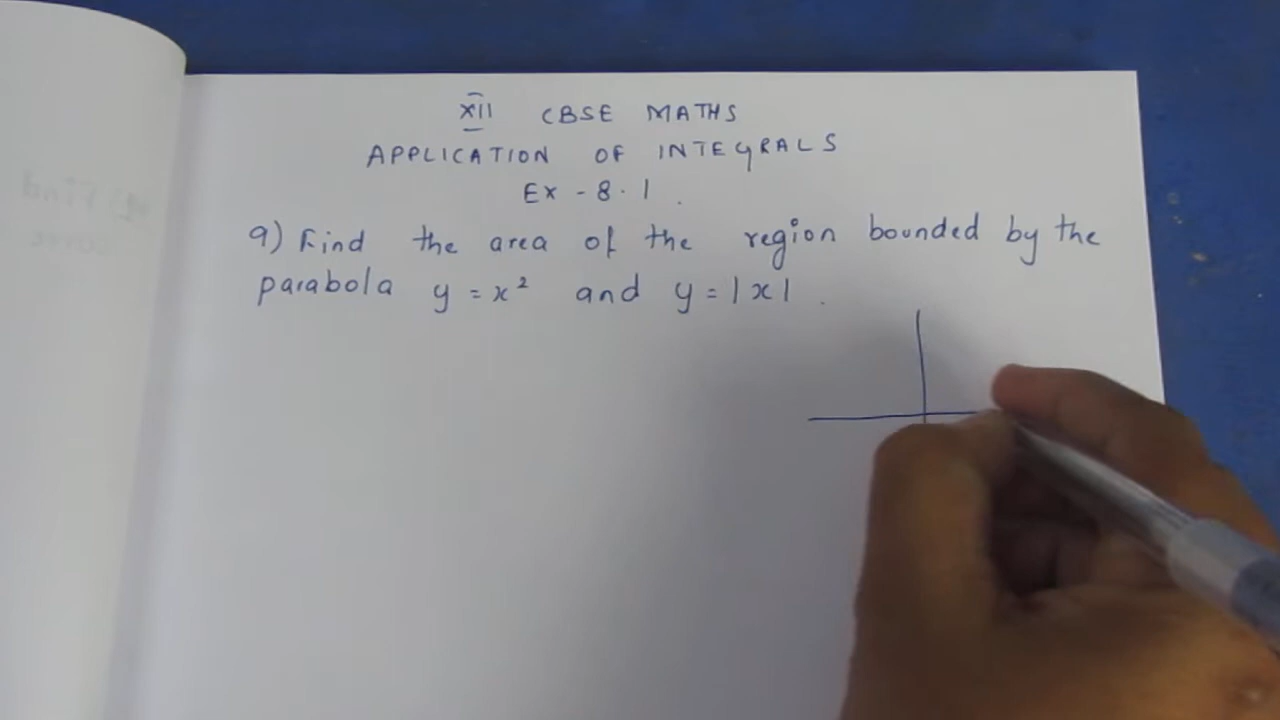 XII CBSE MATHS
APPLICATION OF INTEGRALS
Ex - 8.1.
9) Find the area of the region bounded by the
parabola y = x² and y = |x|.